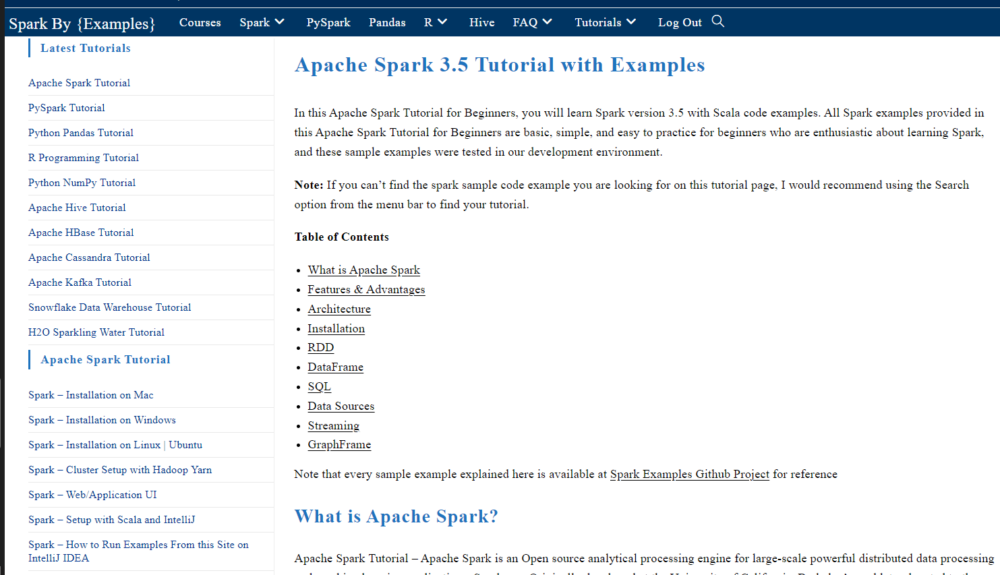 Spark By {Examples}
Courses
Spark
PySpark
Pandas
R
Hive
FAQ
Tutorials
Log Out
Latest Tutorials
Apache Spark Tutorial
PySpark Tutorial
Python Pandas Tutorial
R Programming Tutorial
Python NumPy Tutorial
Apache Hive Tutorial
Apache HBase Tutorial
Apache Cassandra Tutorial
Apache Kafka Tutorial
Snowflake Data Warehouse Tutorial
H2O Sparkling Water Tutorial
Apache Spark Tutorial
Spark – Installation on Mac
Spark – Installation on Windows
Spark – Installation on Linux | Ubuntu
Spark – Cluster Setup with Hadoop Yarn
Spark – Web/Application UI
Spark – Setup with Scala and IntelliJ
Spark – How to Run Examples From this Site on
IntelliJ IDEA
Apache Spark 3.5 Tutorial with Examples
In this Apache Spark Tutorial for Beginners, you will learn Spark version 3.5 with Scala code examples. All Spark examples provided in
this Apache Spark Tutorial for Beginners are basic, simple, and easy to practice for beginners who are enthusiastic about learning Spark,
and these sample examples were tested in our development environment.
Note: If you can’t find the spark sample code example you are looking for on this tutorial page, I would recommend using the Search
option from the menu bar to find your tutorial.
Table of Contents
• What is Apache Spark
• Features & Advantages
• Architecture
• Installation
• RDD
• DataFrame
• SQL
• Data Sources
• Streaming
• GraphFrame
Note that every sample example explained here is available at Spark Examples Github Project for reference
What is Apache Spark?
Apache Spark Tutorial – Apache Spark is an Open source analytical processing engine for large-scale powerful distributed data processing